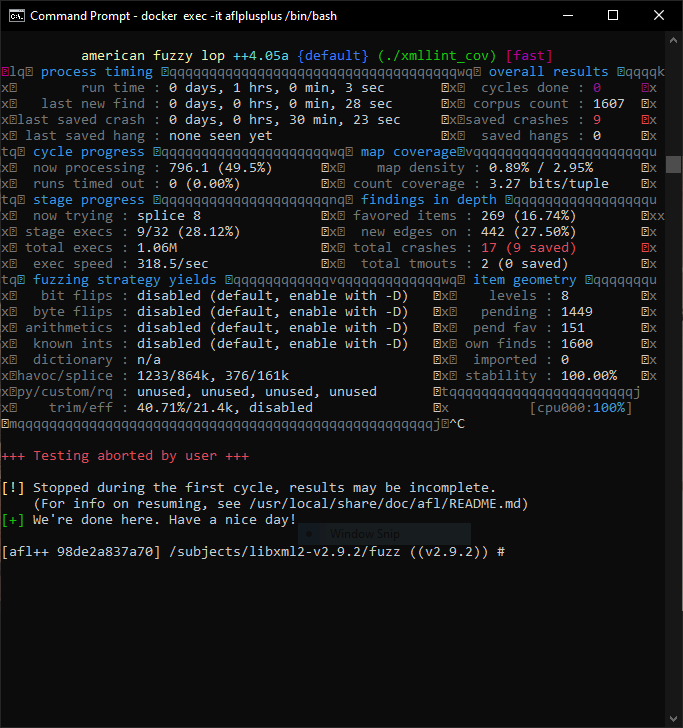 Command Prompt - docker exec -it aflplusplus /bin/bash
american fuzzy lop ++4.05a {default} (./xmllint_cov) [fast]
lq process timing qqqqqqqqqqqqqqqqqqqqqqqqqqqqqqqqqqqqwq overall results qqqqk
x run time : 0 days, 1 hrs, 0 min, 3 sec x cycles done : 0 x
x last new find : 0 days, 0 hrs, 0 min, 28 sec x corpus count : 1607 x
x last saved crash : 0 days, 0 hrs, 30 min, 23 sec x saved crashes : 9 x
x last saved hang : none seen yet x saved hangs : 0 x
tq cycle progress qqqqqqqqqqqqqqqqqqqqqwq map coverage vqqqqqqqqqqqqqqqqqqqqqqu
x now processing : 796.1 (49.5%) x map density : 0.89% / 2.95% x
x runs timed out : 0 (0.00%) x count coverage : 3.27 bits/tuple x
tq stage progress qqqqqqqqqqqqqqqqqqqqqnq findings in depth qqqqqqqqqqqqqqqqqqu
x now trying : splice 8 x favored items : 269 (16.74%) xx
x stage execs : 9/32 (28.12%) x new edges on : 442 (27.50%) x
x total execs : 1.06M x total crashes : 17 (9 saved) x
x exec speed : 318.5/sec x total tmouts : 2 (0 saved) x
tq fuzzing strategy yields qqqqqqqqqqqqvqqqqqqqqqqqqqwq item geometry qqqqqqqu
x bit flips : disabled (default, enable with -D) x levels : 8 x
x byte flips : disabled (default, enable with -D) x pending : 1449 x
x arithmetics : disabled (default, enable with -D) x pend fav : 151 x
x known ints : disabled (default, enable with -D) x own finds : 1600 x
x dictionary : n/a x imported : 0 x
x havoc/splice : 1233/864k, 376/161k x stability : 100.00% x
x py/custom/rq : unused, unused, unused, unused tqqqqqqqqqqqqqqqqqqqqqqqj
x trim/eff : 40.71%/21.4k, disabled x [cpu000:100%]
mqqqqqqqqqqqqqqqqqqqqqqqqqqqqqqqqqqqqqqqqqqqqqqqqqqqqj ^C
+++ Testing aborted by user +++
[!] Stopped during the first cycle, results may be incomplete.
(For info on resuming, see /usr/local/share/doc/afl/README.md)
[+] We're done here. Have a nice day!
Window Snip
[afl++ 98de2a837a70] /subjects/libxml2-v2.9.2/fuzz ((v2.9.2)) #